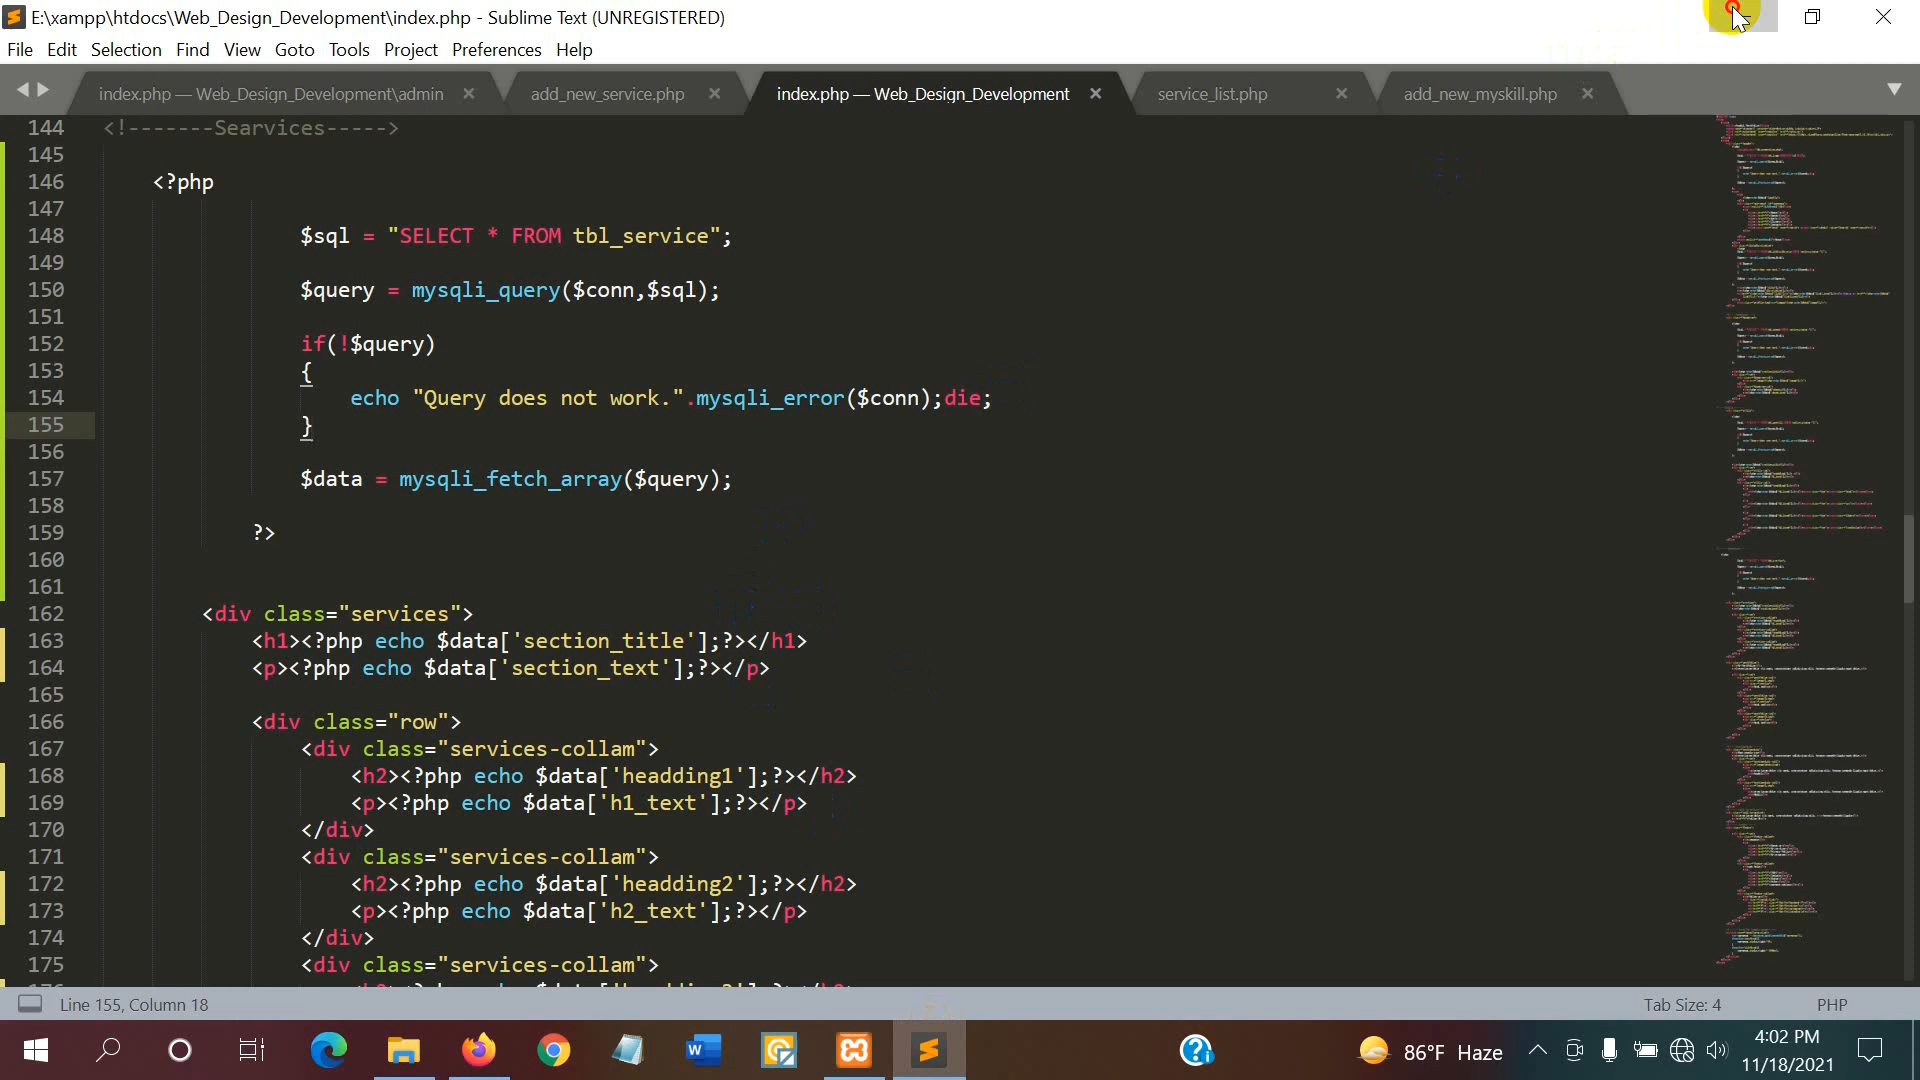 E:\xampp\htdocs\Web_Design_Development\index.php - Sublime Text (UNREGISTERED)
File Edit Selection Find View Goto Tools Project Preferences Help
index.php — Web_Design_Development\admin
add_new_service.php
index.php — Web_Design_Development
service_list.php
add_new_myskill.php
144 <!-------Searvices----->
145
146 <?php
147
148 $sql = "SELECT * FROM tbl_service";
149
150 $query = mysqli_query($conn,$sql);
151
152 if(!$query)
153 {
154 echo "Query does not work.".mysqli_error($conn);die;
155 }
156
157 $data = mysqli_fetch_array($query);
158
159 ?>
160
161
162 <div class="services">
163 <h1><?php echo $data['section_title'];?></h1>
164 <p><?php echo $data['section_text'];?></p>
165
166 <div class="row">
167 <div class="services-collam">
168 <h2><?php echo $data['headding1'];?></h2>
169 <p><?php echo $data['h1_text'];?></p>
170 </div>
171 <div class="services-collam">
172 <h2><?php echo $data['headding2'];?></h2>
173 <p><?php echo $data['h2_text'];?></p>
174 </div>
175 <div class="services-collam">
Line 155, Column 18
Tab Size: 4
PHP
86°F Haze
4:02 PM
11/18/2021